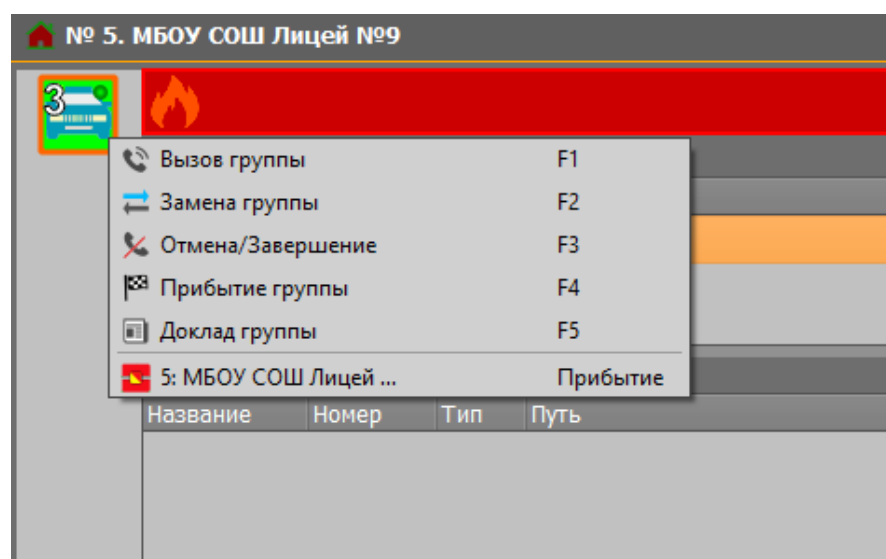 № 5. МБОУ СОШ Лицей №9
3
Вызов группы F1
Замена группы F2
Отмена/Завершение F3
Прибытие группы F4
Доклад группы F5
5: МБОУ СОШ Лицей ... Прибытие
Название Номер Тип Путь